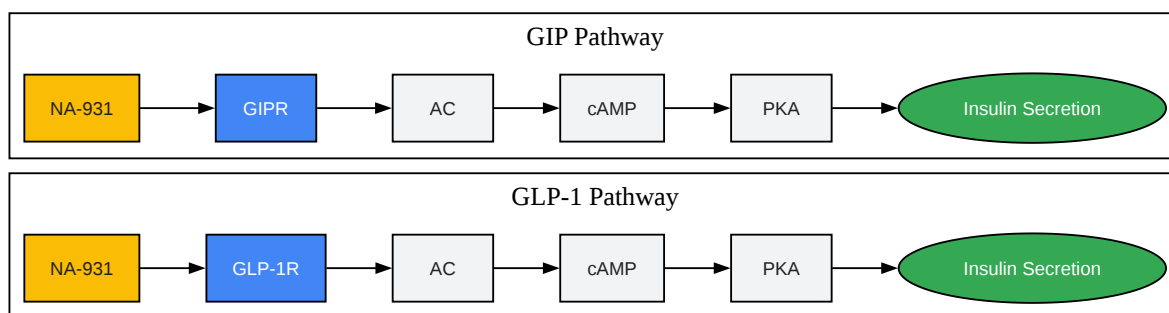 GIP Pathway
NA-931 GIPR AC cAMP PKA Insulin Secretion
GLP-1 Pathway
NA-931 GLP-1R AC cAMP PKA Insulin Secretion